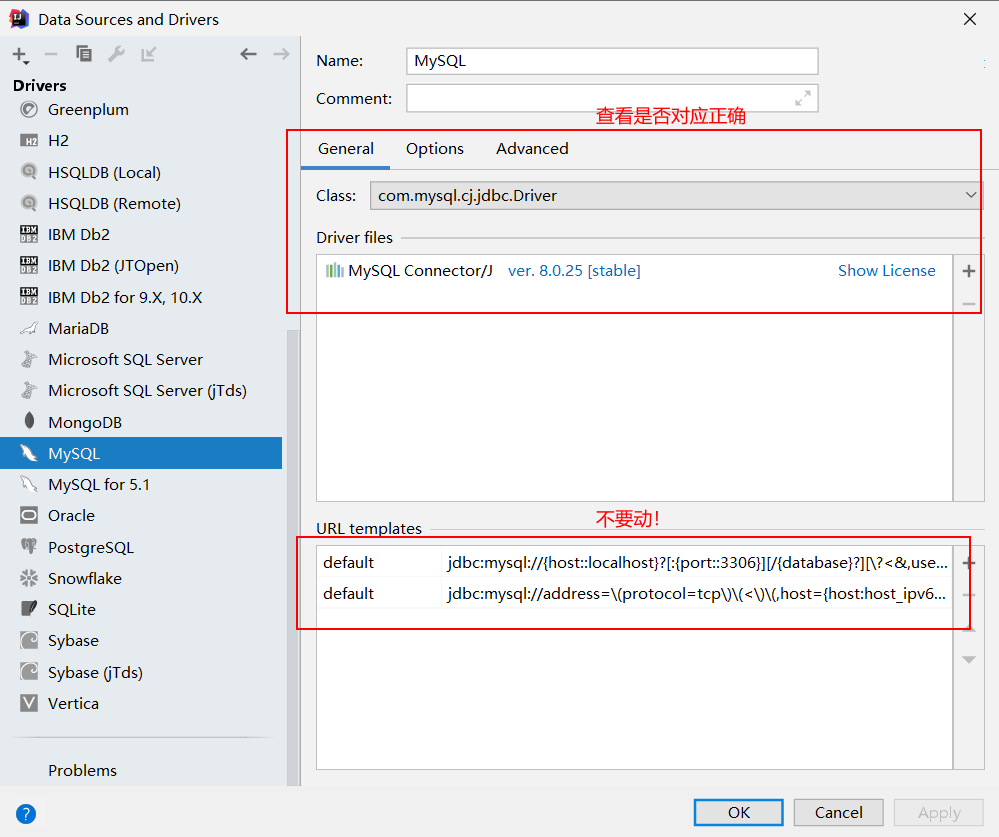 Data Sources and Drivers
Drivers
Greenplum
H2
HSQLDB (Local)
HSQLDB (Remote)
IBM Db2
IBM Db2 (JTOpen)
IBM Db2 for 9.X, 10.X
MariaDB
Microsoft SQL Server
Microsoft SQL Server (jTds)
MongoDB
MySQL
MySQL for 5.1
Oracle
PostgreSQL
Snowflake
SQLite
Sybase
Sybase (jTds)
Vertica
Problems
Name: MySQL
Comment:
查看是否对应正确
General Options Advanced
Class: com.mysql.cj.jdbc.Driver
Driver files
MySQL Connector/J ver. 8.0.25 [stable] Show License
不要动！
URL templates
default jdbc:mysql://{host::localhost}?[:{port::3306}][/{database}?][\?<&,use...
default jdbc:mysql://address=\(protocol=tcp\)\(<\)\(,host={host:host_ipv6...
OK Cancel Apply